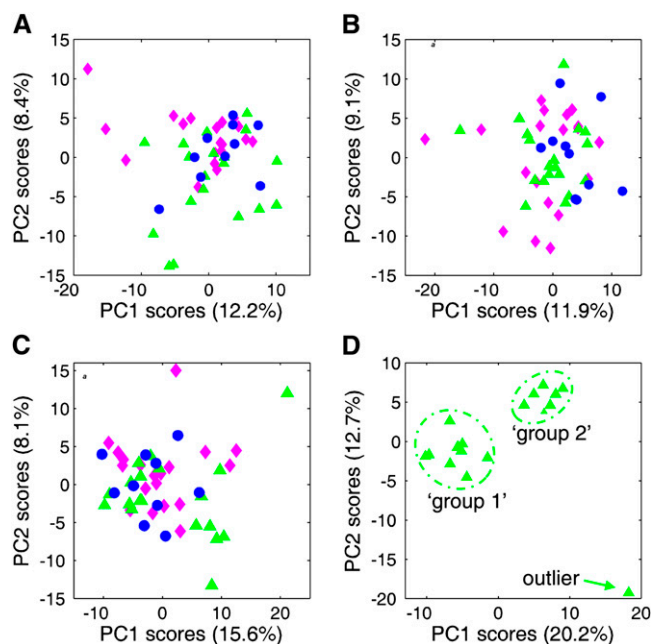 A
15
10
5
0
-5
-10
-15
-20 -10 0 10
PC1 scores (12.2%)
PC2 scores (8.4%)
B
a
15
10
5
0
-5
-10
-15
-20 -10 0 10
PC1 scores (11.9%)
PC2 scores (9.1%)
C
a
15
10
5
0
-5
-10
-15
-10 0 10 20
PC1 scores (15.6%)
PC2 scores (8.1%)
D
10
5
0
-5
-10
-15
-20
-10 0 10 20
PC1 scores (20.2%)
PC2 scores (12.7%)
‘group 2’
‘group 1’
outlier